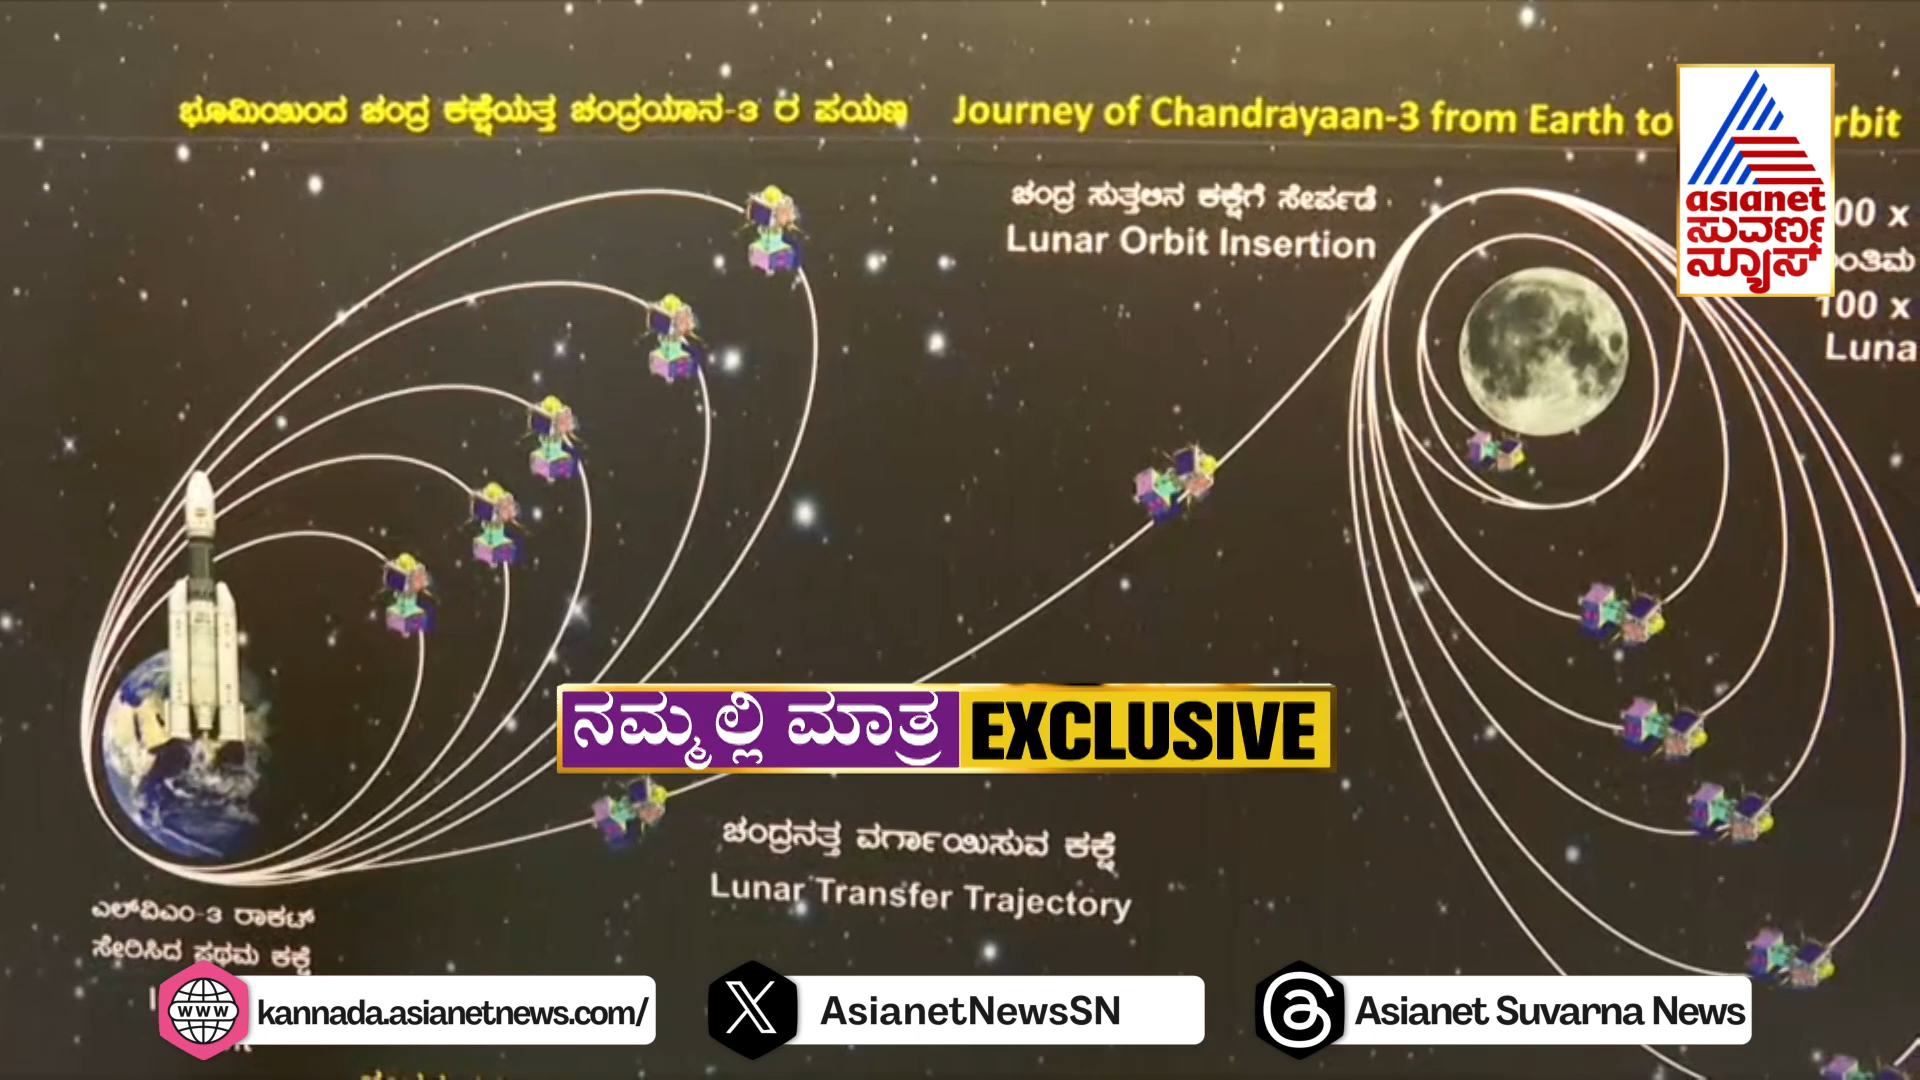 ಭೂಮಿಯಿಂದ ಚಂದ್ರ ಕಕ್ಷೆಯತ್ತ ಚಂದ್ರಯಾನ-3 ರ ಪಯಣ
Journey of Chandrayaan-3 from Earth to rbit
ಚಂದ್ರ ಸುತ್ತಲಿನ ಕಕ್ಷೆಗೆ ಸೇರ್ಪಡೆ
Lunar Orbit Insertion
asianet
ಸುವರ್ಣ
ನ್ಯೂಸ್
00 x
ಂತಿಮ
100 x
Luna
ನಮ್ಮಲ್ಲಿ ಮಾತ್ರ EXCLUSIVE
ಚಂದ್ರನತ್ತ ವರ್ಗಾಯಿಸುವ ಕಕ್ಷೆ
Lunar Transfer Trajectory
ಎಲ್‌ವಿಎಂ-3 ರಾಕೆಟ್
ಸೇರಿಸಿದ ಪ್ರಥಮ ಕಕ್ಷೆ
www kannada.asianetnews.com/
AsianetNewsSN
Asianet Suvarna News